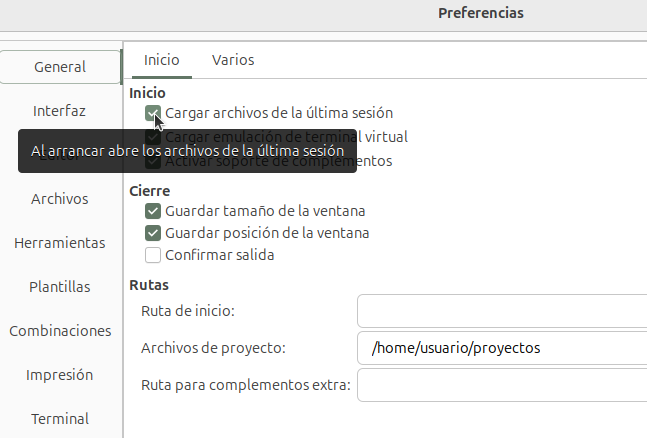 Preferencias
General
Interfaz
Editor
Archivos
Herramientas
Plantillas
Combinaciones
Impresión
Terminal
Inicio
Varios
Inicio
Cargar archivos de la última sesión
Cargar emulación de terminal virtual
Activar soporte de complementos
Al arrancar abre los archivos de la última sesión
Cierre
Guardar tamaño de la ventana
Guardar posición de la ventana
Confirmar salida
Rutas
Ruta de inicio:
Archivos de proyecto:
/home/usuario/proyectos
Ruta para complementos extra: